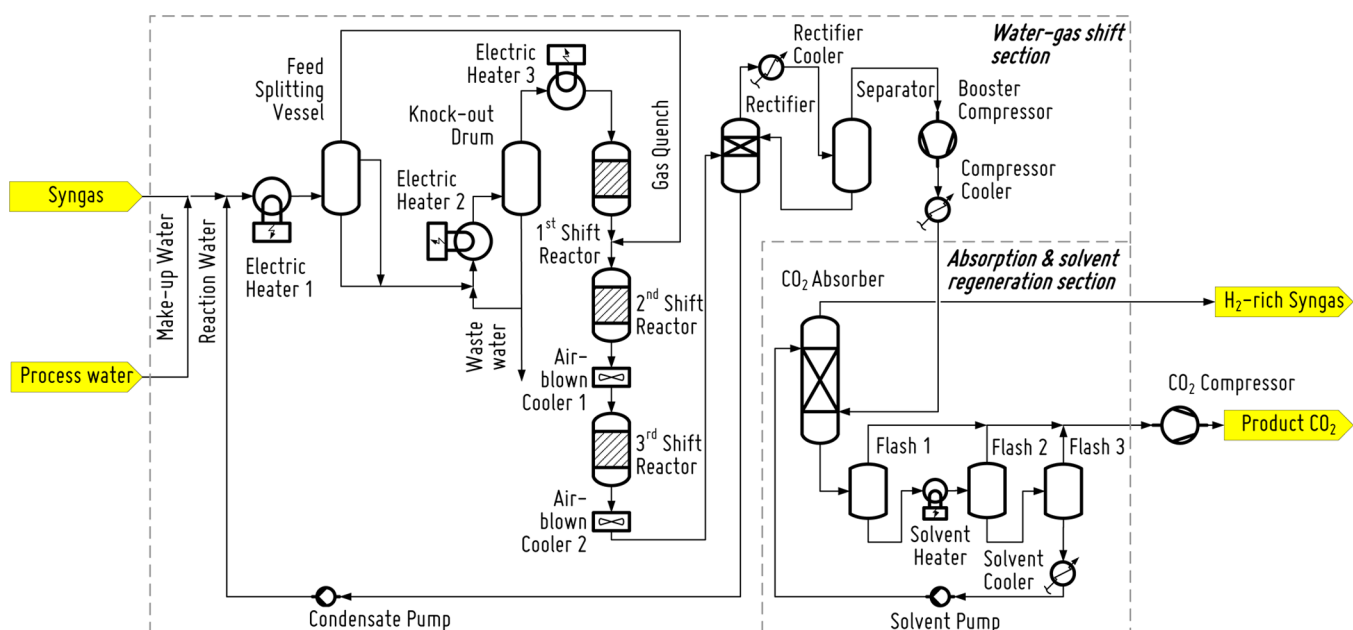 Water-gas shift
section
Rectifier
Cooler
Electric
Heater 3
Feed
Splitting
Vessel
Separator
Booster
Compressor
Rectifier
Knock-out
Drum
Gas Quench
Compressor
Cooler
Electric
Heater 2
Syngas
Make-up Water
Reaction Water
1st Shift
Reactor
Electric
Heater 1
Absorption & solvent
regeneration section
CO2 Absorber
H2-rich Syngas
2nd Shift
Reactor
Waste
water
Process water
Air-
blown
Cooler 1
CO2 Compressor
Product CO2
3rd Shift
Reactor
Flash 1
Flash 2
Flash 3
Air-
blown
Cooler 2
Solvent
Heater
Solvent
Cooler
Condensate Pump
Solvent Pump